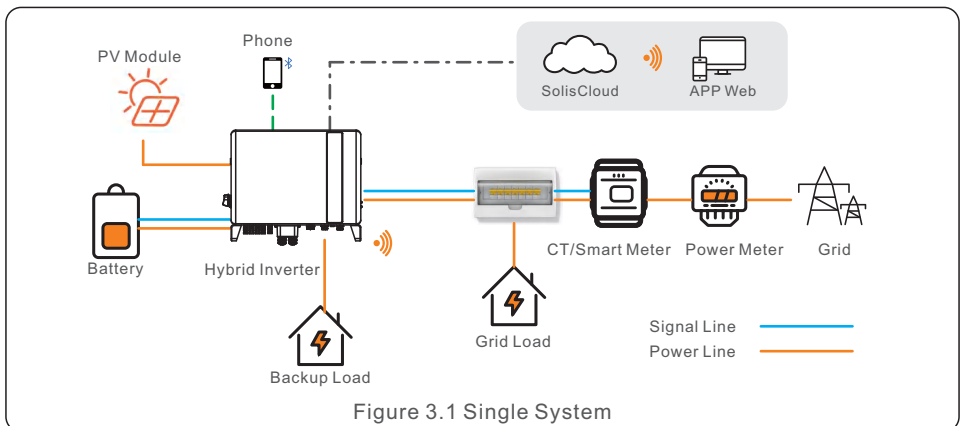 Phone
PV Module
SolisCloud
APP Web
Battery
Hybrid Inverter
CT/Smart Meter
Power Meter
Grid
Grid Load
Backup Load
Signal Line
Power Line
Figure 3.1 Single System